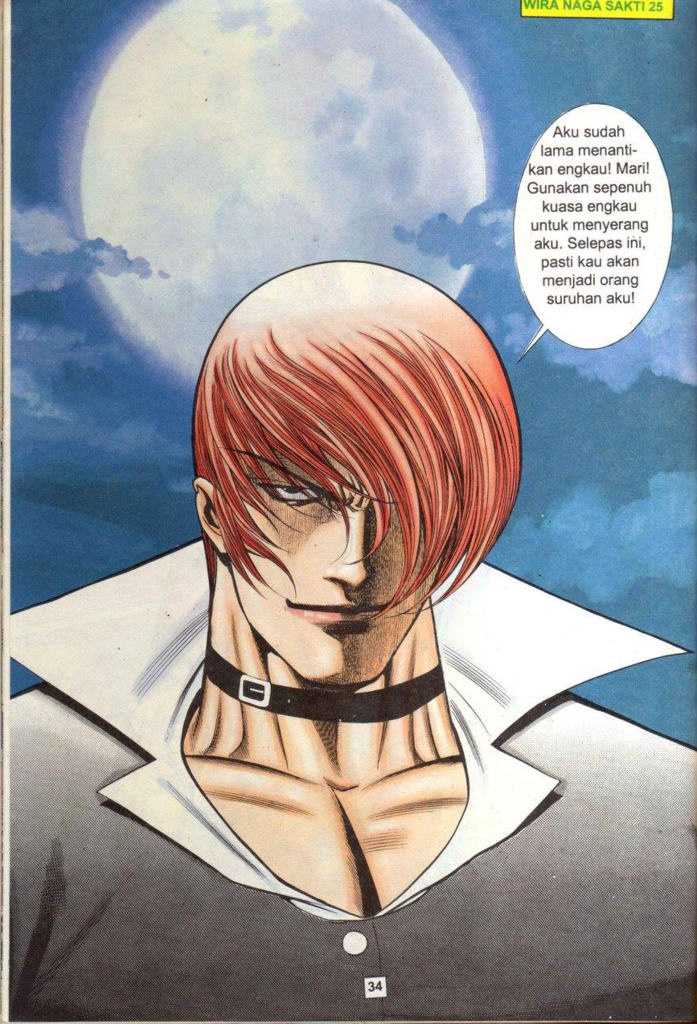 WIRA NAGA SAKTI 25
Aku sudah
lama menanti-
kan engkau! Mari!
Gunakan sepenuh
kuasa engkau
untuk menyerang
aku. Selepas ini,
pasti kau akan
menjadi orang
suruhan aku!
34